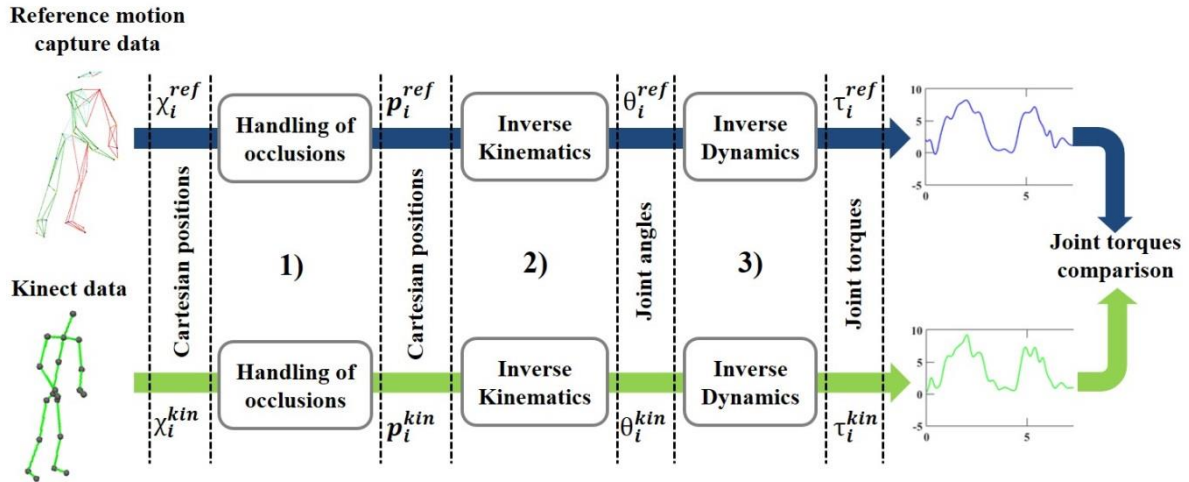 Reference motion
capture data
χ_i^ref
Handling of
occlusions
p_i^ref
Inverse
Kinematics
θ_i^ref
Inverse
Dynamics
τ_i^ref
10
5
0
-5
0
5
Cartesian positions
1)
Cartesian positions
2)
Joint angles
3)
Joint torques
Joint torques
comparison
Kinect data
χ_i^kin
Handling of
occlusions
p_i^kin
Inverse
Kinematics
θ_i^kin
Inverse
Dynamics
τ_i^kin
10
5
0
-5
0
5